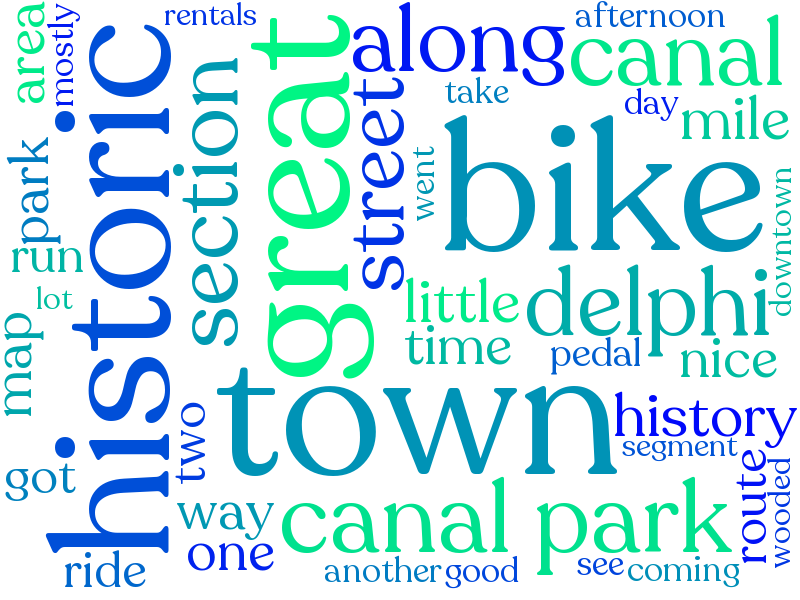 area
mostly
rentals
afternoon
along
canal
take
day
mile
historic
section
great
street
went
bike
park
run
lot
map
downtown
little
delphi
time
pedal
nice
town
history
segment
two
got
way
one
canal park
route
wooded
ride
another
good
see
coming